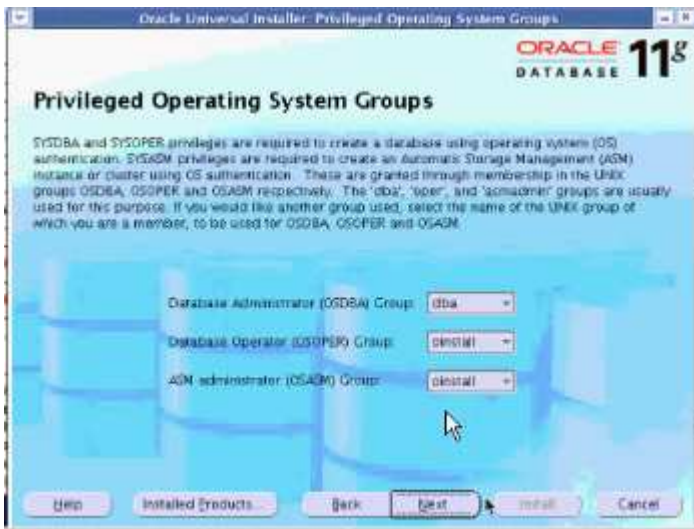 Oracle Universal Installer: Privileged Operating System Groups
ORACLE 11g
DATABASE
Privileged Operating System Groups
SYSDBA and SYSOPER privileges are required to create a database using operating system (OS)
authentication. SYSASM privileges are required to create an Automatic Storage Management (ASM)
instance or cluster using OS authentication. These are granted through membership in the UNIX
groups OSDBA, OSOPER and OSASM respectively. The 'dba', 'oper', and 'asmadmin' groups are usually
used for this purpose. If you would like another group used, select the name of the UNIX group of
which you are a member, to be used for OSDBA, OSOPER and OSASM
Database Administrator (OSDBA) Group: dba
Database Operator (OSOPER) Group: oinstall
ASM administrator (OSASM) Group: oinstall
Help Installed Products... Back Next Install Cancel